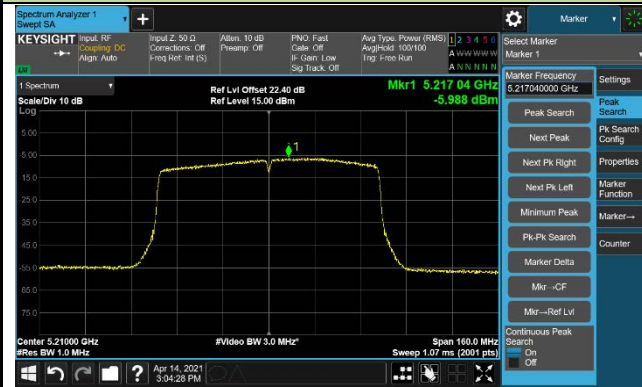 Spectrum Analyzer 1
Swept SA
+
Marker
KEYSIGHT
Input: RF
Coupling: DC
Align: Auto
Input Z: 50 Ω
Corrections: Off
Freq Ref: Int (S)
Atten: 10 dB
Preamp: Off
PNO: Fast
Gate: Off
IF Gain: Low
Sig Track: Off
Avg Type: Power (RMS)
Avg|Hold: 100/100
Trig: Free Run
1 2 3 4 5 6
A W W W W W
A N N N N N
LXI
Select Marker
Marker 1
1 Spectrum
Scale/Div 10 dB
Log
Ref Lvl Offset 22.40 dB
Ref Level 15.00 dBm
Mkr1 5.217 04 GHz
-5.988 dBm
1
5.00
-5.00
-15.0
-25.0
-35.0
-45.0
-55.0
-65.0
-75.0
Center 5.21000 GHz
#Res BW 1.0 MHz
#Video BW 3.0 MHz*
Span 160.0 MHz
Sweep 1.07 ms (2001 pts)
Marker Frequency
5.217040000 GHz
Peak Search
Next Peak
Next Pk Right
Next Pk Left
Minimum Peak
Pk-Pk Search
Marker Delta
Mkr→CF
Mkr→Ref Lvl
Continuous Peak
Search
On
Off
Settings
Peak
Search
Pk Search
Config
Properties
Marker
Function
Marker→
Counter
?
Apr 14, 2021
3:04:28 PM